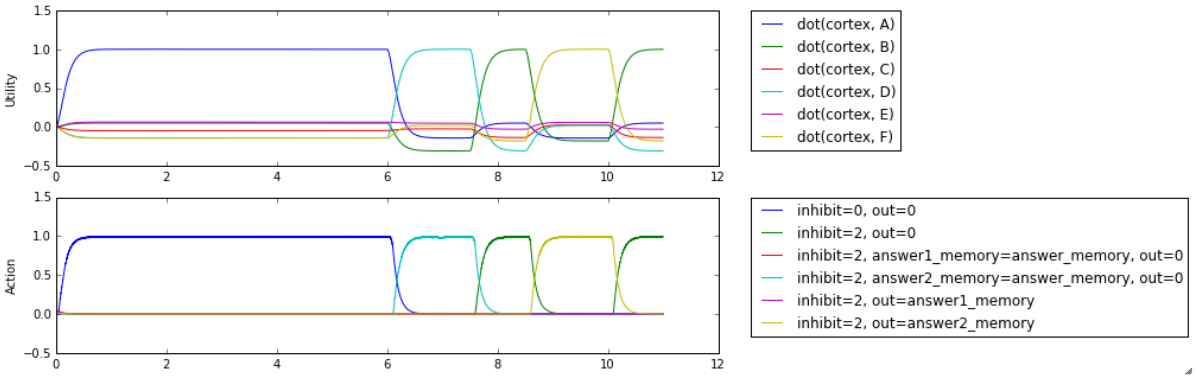 1.5
1.0
0.5
0.0
−0.5
Utility
0 2 4 6 8 10 12
dot(cortex, A)
dot(cortex, B)
dot(cortex, C)
dot(cortex, D)
dot(cortex, E)
dot(cortex, F)
1.5
1.0
0.5
0.0
−0.5
Action
0 2 4 6 8 10 12
inhibit=0, out=0
inhibit=2, out=0
inhibit=2, answer1_memory=answer_memory, out=0
inhibit=2, answer2_memory=answer_memory, out=0
inhibit=2, out=answer1_memory
inhibit=2, out=answer2_memory